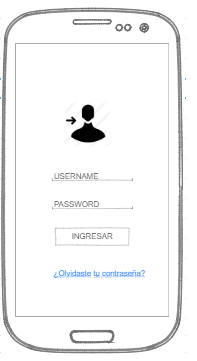 USERNAME
PASSWORD
INGRESAR
¿Olvidaste tu contraseña?